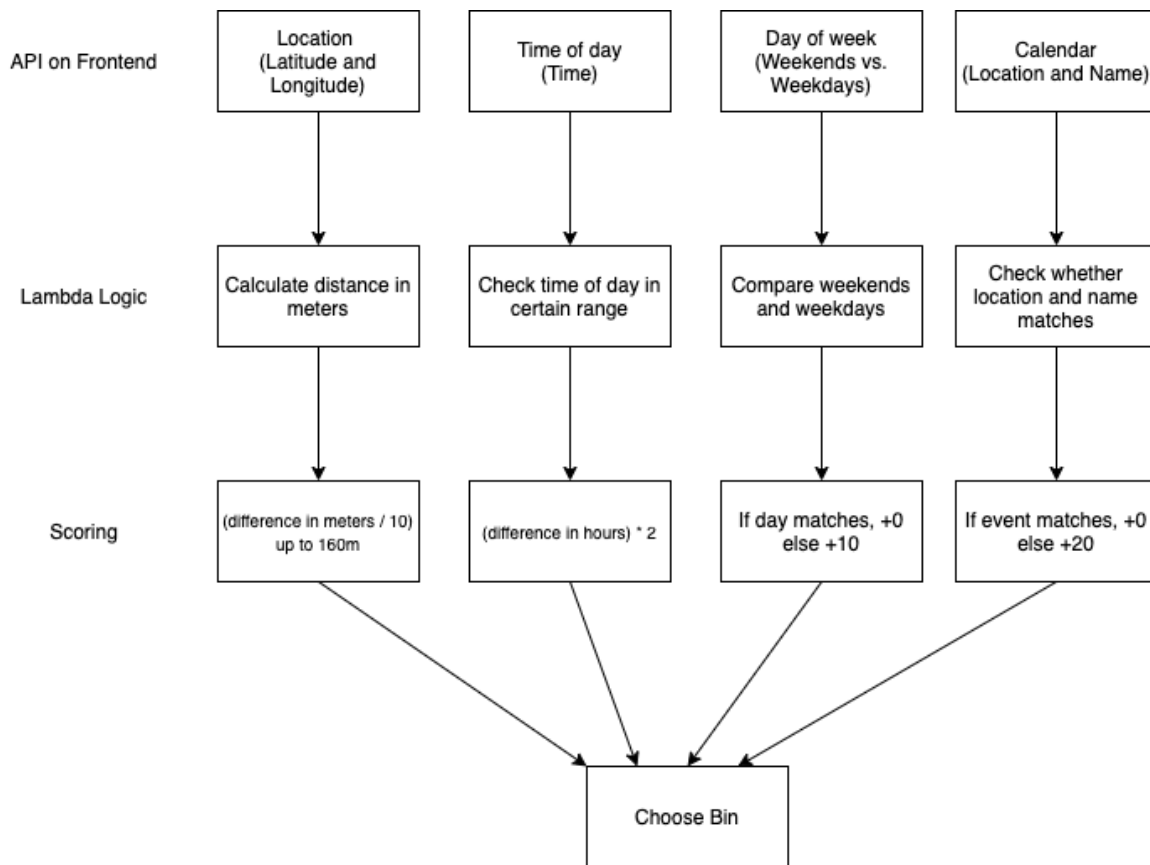 API on Frontend
Location
(Latitude and
Longitude)
Time of day
(Time)
Day of week
(Weekends vs.
Weekdays)
Calendar
(Location and Name)
Lambda Logic
Calculate distance in
meters
Check time of day in
certain range
Compare weekends
and weekdays
Check whether
location and name
matches
Scoring
(difference in meters / 10)
up to 160m
(difference in hours) * 2
If day matches, +0
else +10
If event matches, +0
else +20
Choose Bin